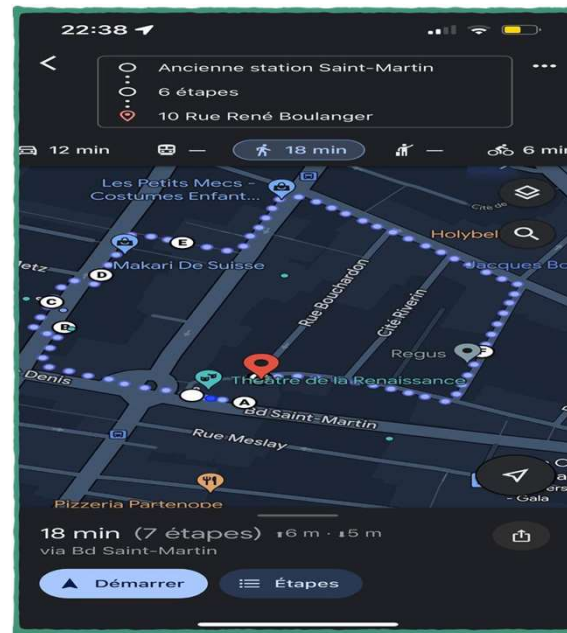 22:38
Ancienne station Saint-Martin
6 étapes
10 Rue René Boulanger
12 min
—
18 min
—
6 min
Les Petits Mecs -
Costumes Enfant...
Cité de
E
Holybel
Makari De Suisse
Jacques Bo
etz
D
C
B
Rue Bouchardon
Cité Riverin
Regus
F
Denis
Théâtre de la Renaissance
A
Bd Saint-Martin
Rue Meslay
Pizzeria Partenope
- Gala
18 min (7 étapes) 6 m · 5 m
via Bd Saint-Martin
Démarrer
Étapes